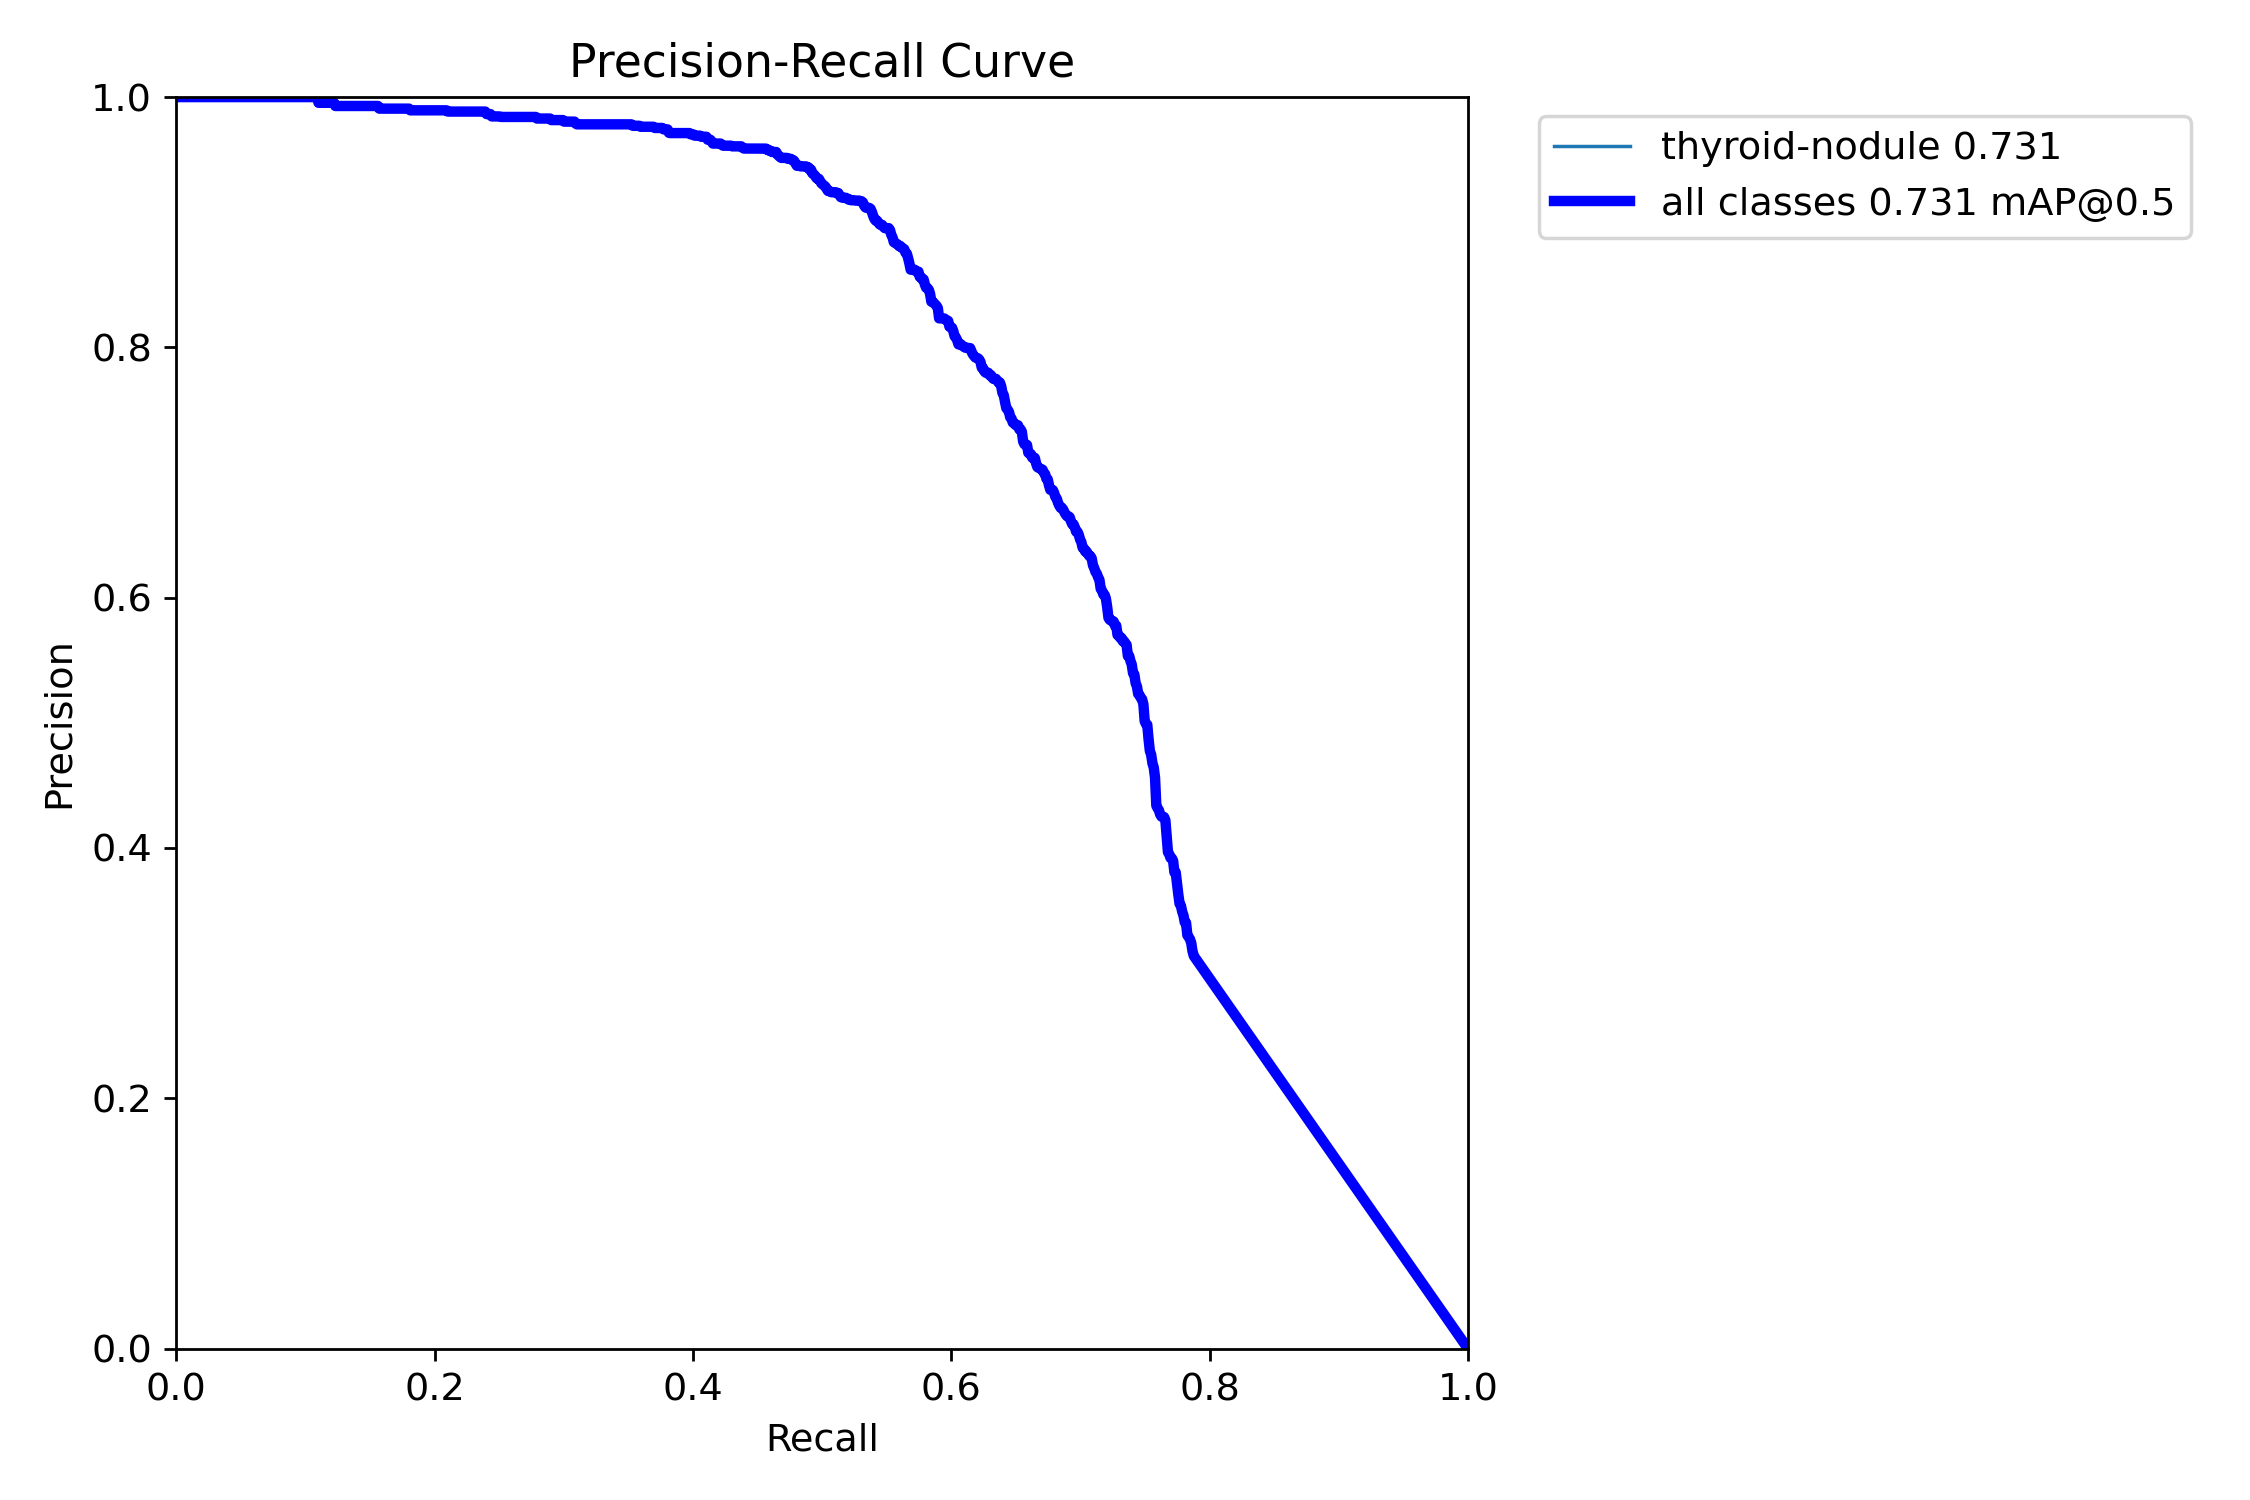 Precision-Recall Curve
1.0
0.8
0.6
0.4
0.2
0.0
Precision
0.0 0.2 0.4 0.6 0.8 1.0
Recall
thyroid-nodule 0.731
all classes 0.731 mAP@0.5